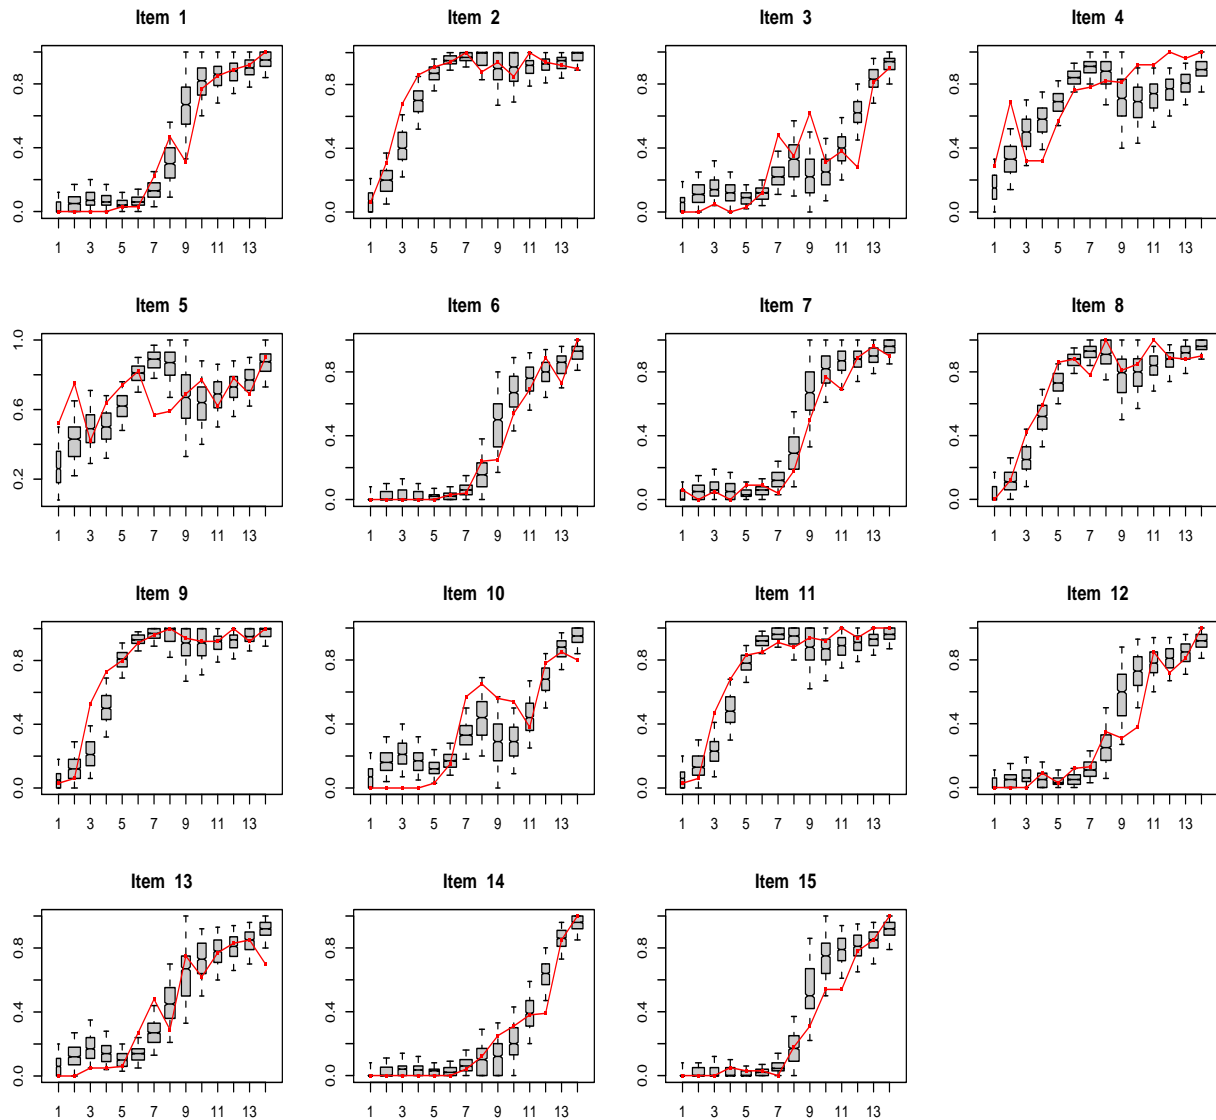 Item 1 Item 2 Item 3 Item 4
0.0 0.4 0.8 0.0 0.4 0.8 0.0 0.4 0.8 0.0 0.4 0.8
1 3 5 7 9 11 13 1 3 5 7 9 11 13 1 3 5 7 9 11 13 1 3 5 7 9 11 13
Item 5 Item 6 Item 7 Item 8
0.2 0.6 1.0 0.0 0.4 0.8 0.0 0.4 0.8 0.0 0.4 0.8
1 3 5 7 9 11 13 1 3 5 7 9 11 13 1 3 5 7 9 11 13 1 3 5 7 9 11 13
Item 9 Item 10 Item 11 Item 12
0.0 0.4 0.8 0.0 0.4 0.8 0.0 0.4 0.8 0.0 0.4 0.8
1 3 5 7 9 11 13 1 3 5 7 9 11 13 1 3 5 7 9 11 13 1 3 5 7 9 11 13
Item 13 Item 14 Item 15
0.0 0.4 0.8 0.0 0.4 0.8 0.0 0.4 0.8
1 3 5 7 9 11 13 1 3 5 7 9 11 13 1 3 5 7 9 11 13